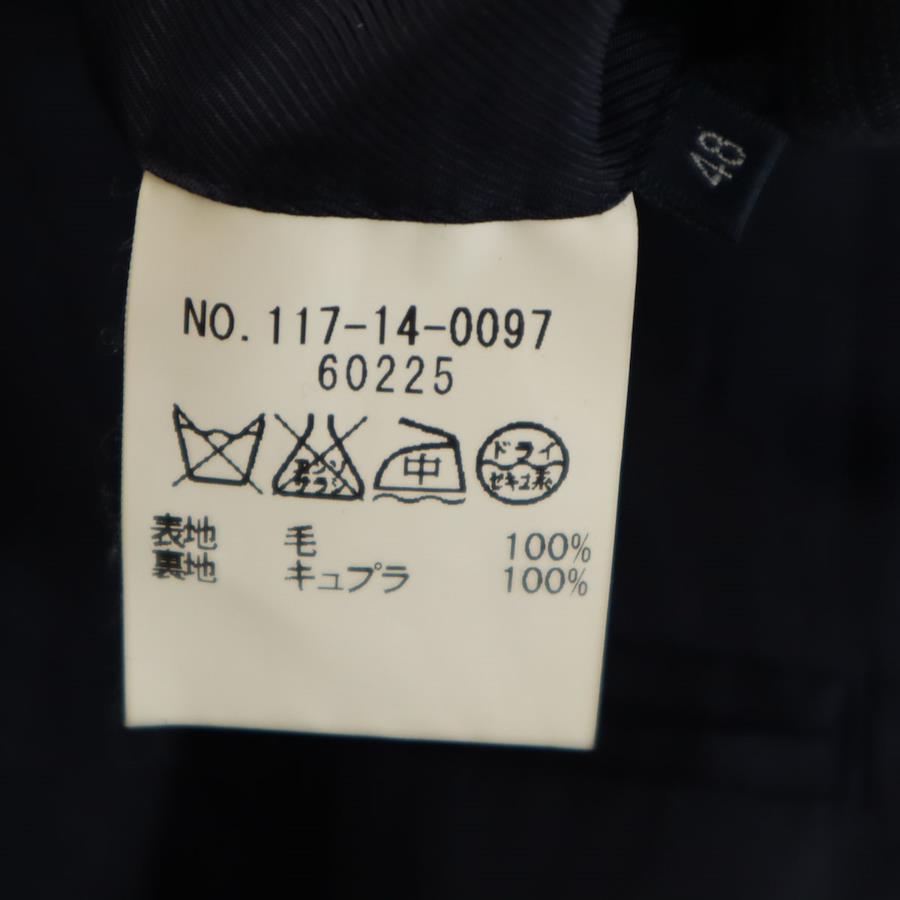 48
NO. 117-14-0097
60225
エンソ
サラシ
中
ドライ
セキユ系
表地 毛 100%
裏地 キュプラ 100%